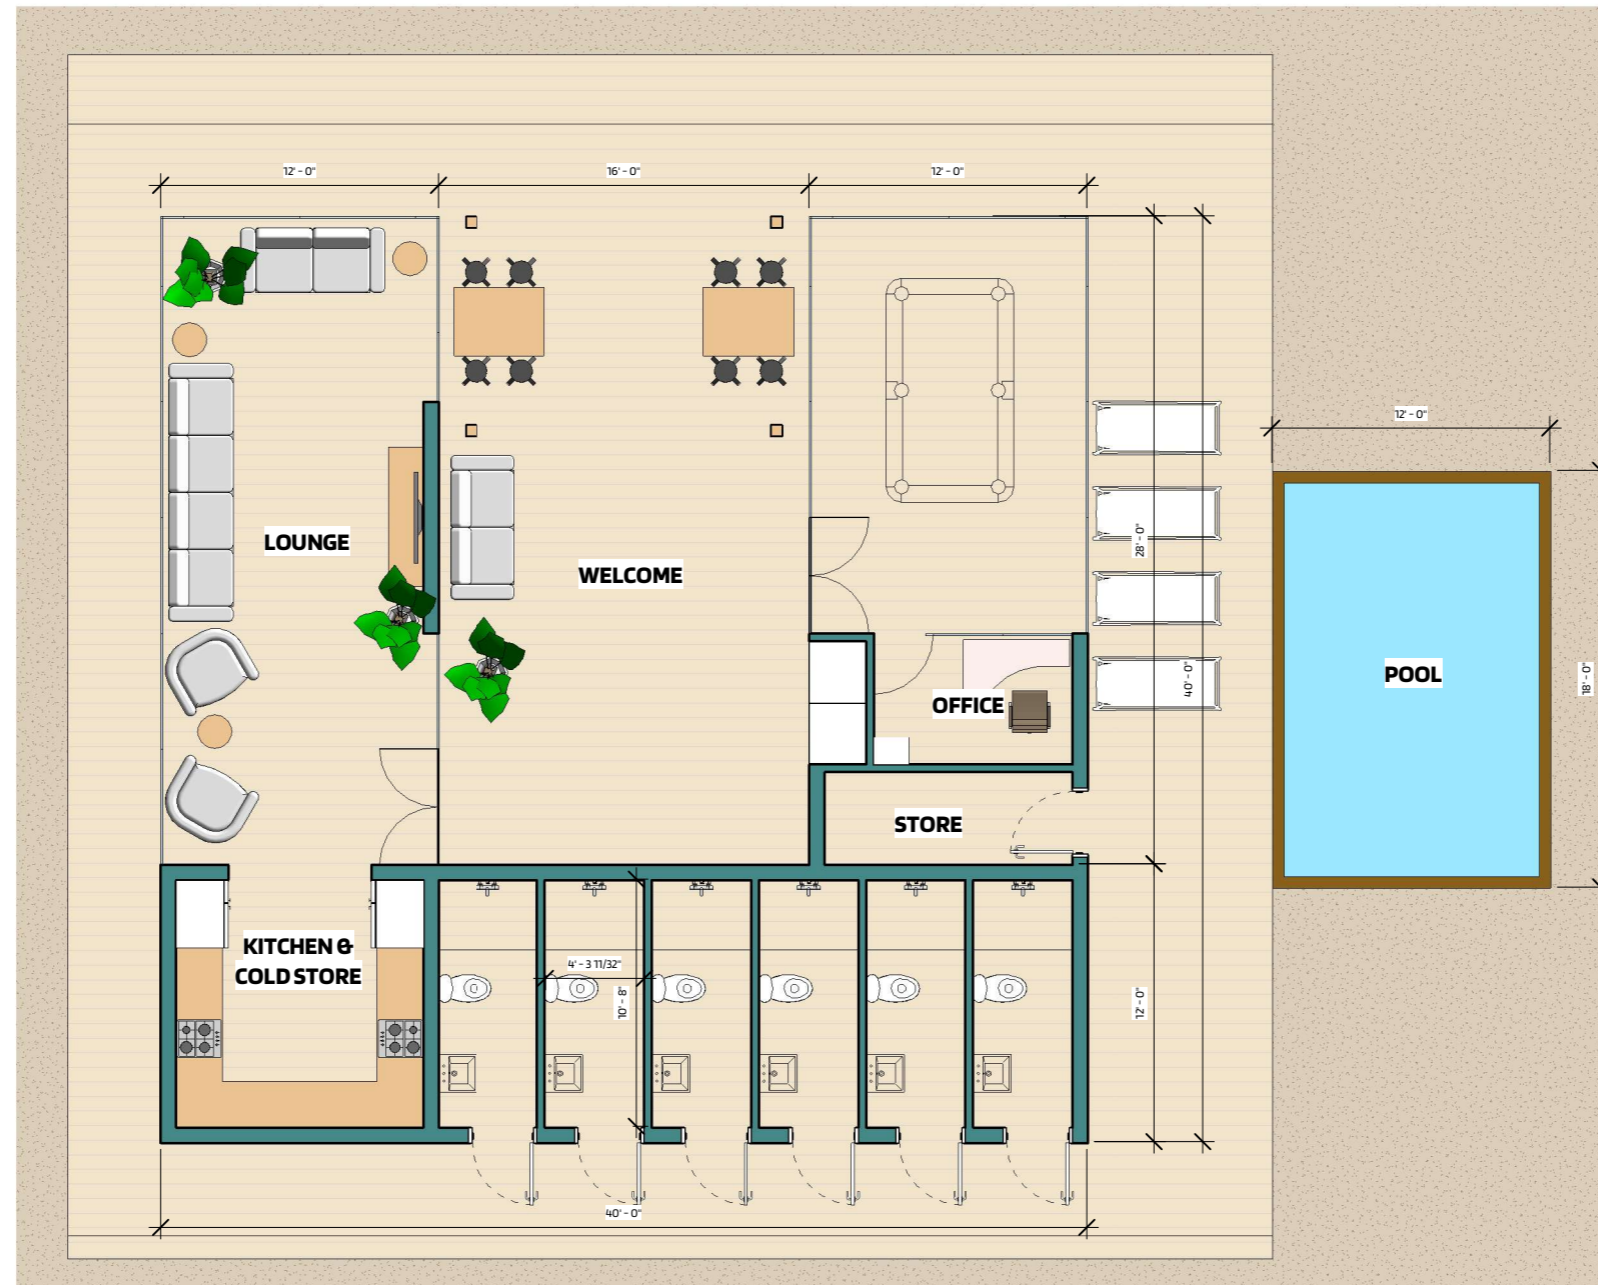 12' - 0"
16' - 0"
12' - 0"
12' - 0"
LOUNGE
WELCOME
28' - 0"
40' - 0"
POOL
18' - 0"
OFFICE
STORE
KITCHEN &
COLD STORE
4' - 3 11/32"
10' - 8"
12' - 0"
40' - 0"